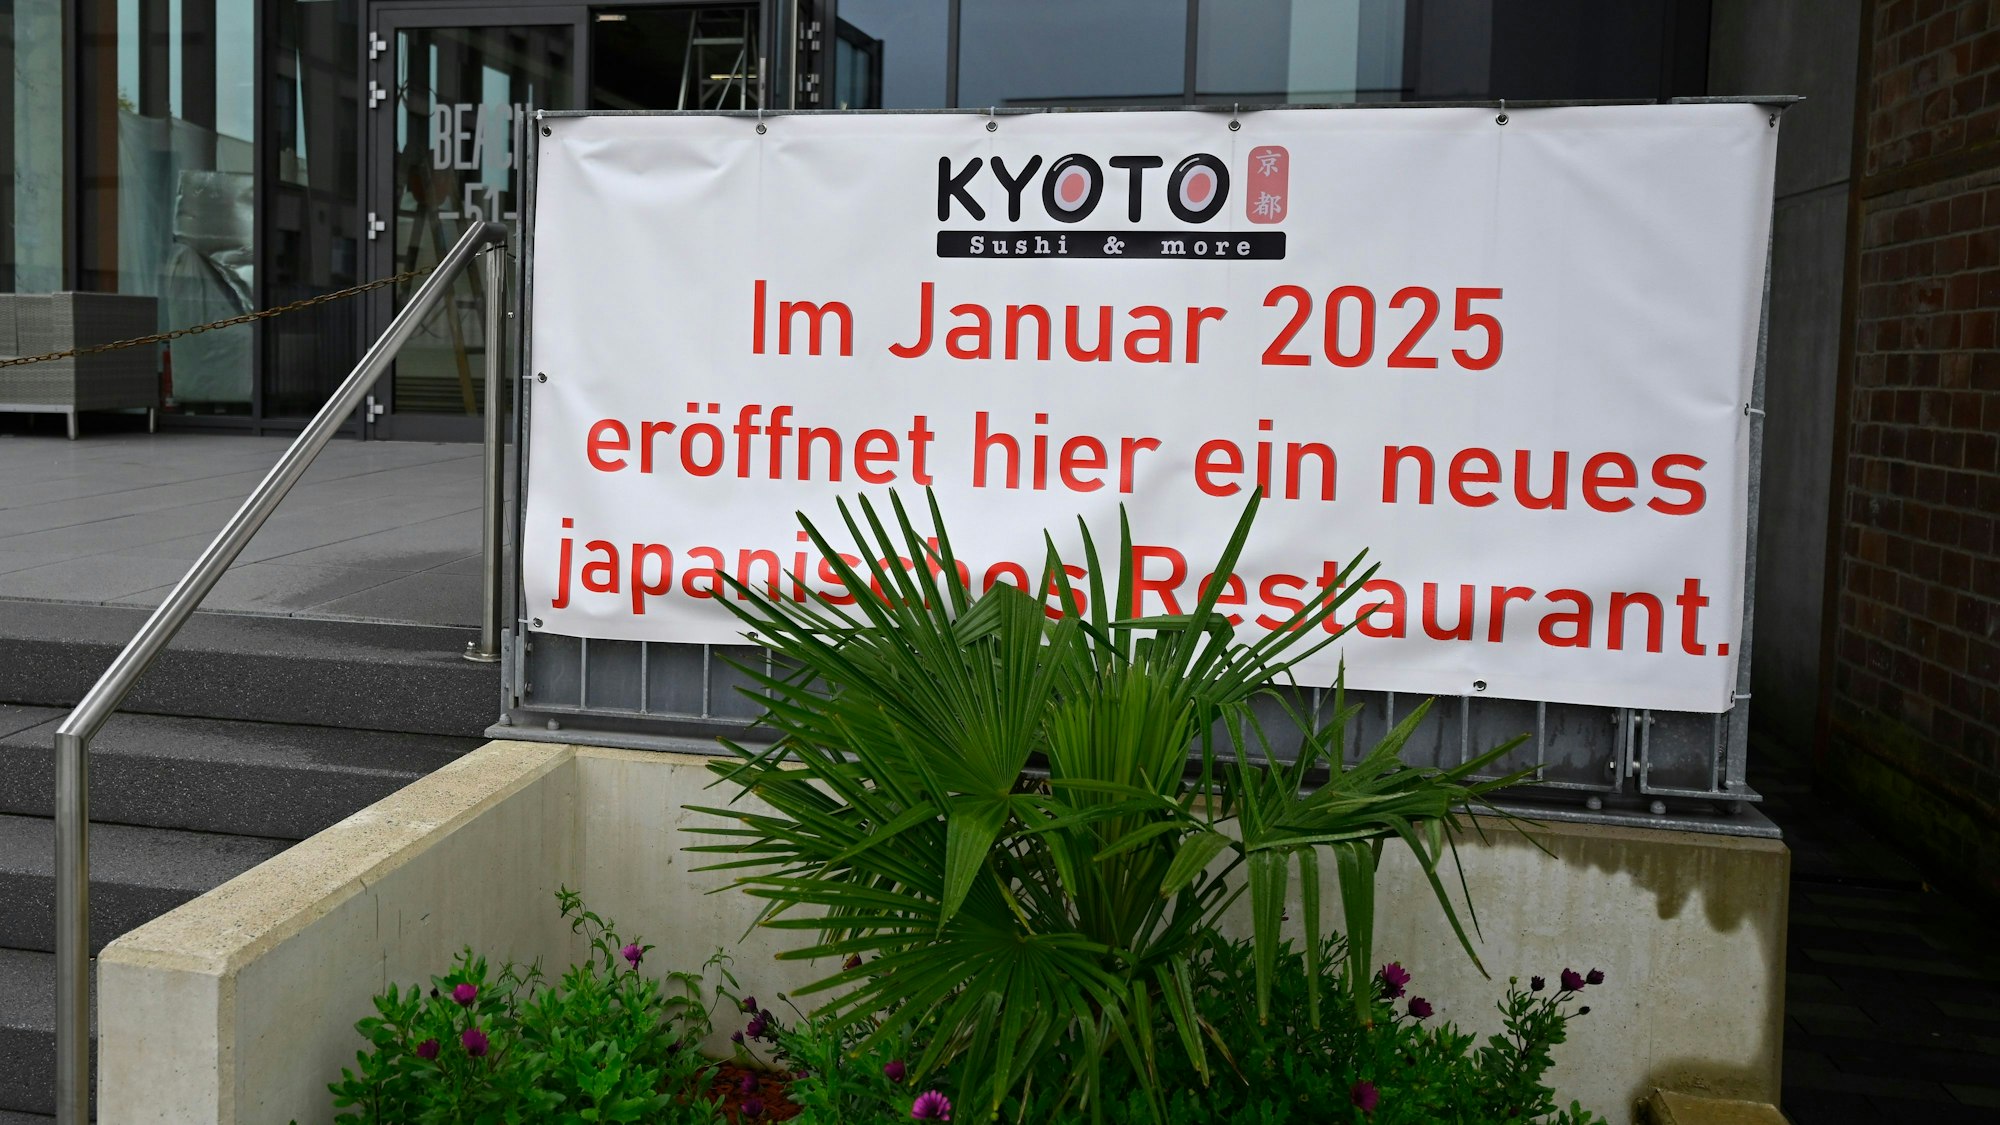 BEACH
-51-
KYOTO 京都
Sushi & more
Im Januar 2025
eröffnet hier ein neues
japanisches Restaurant.